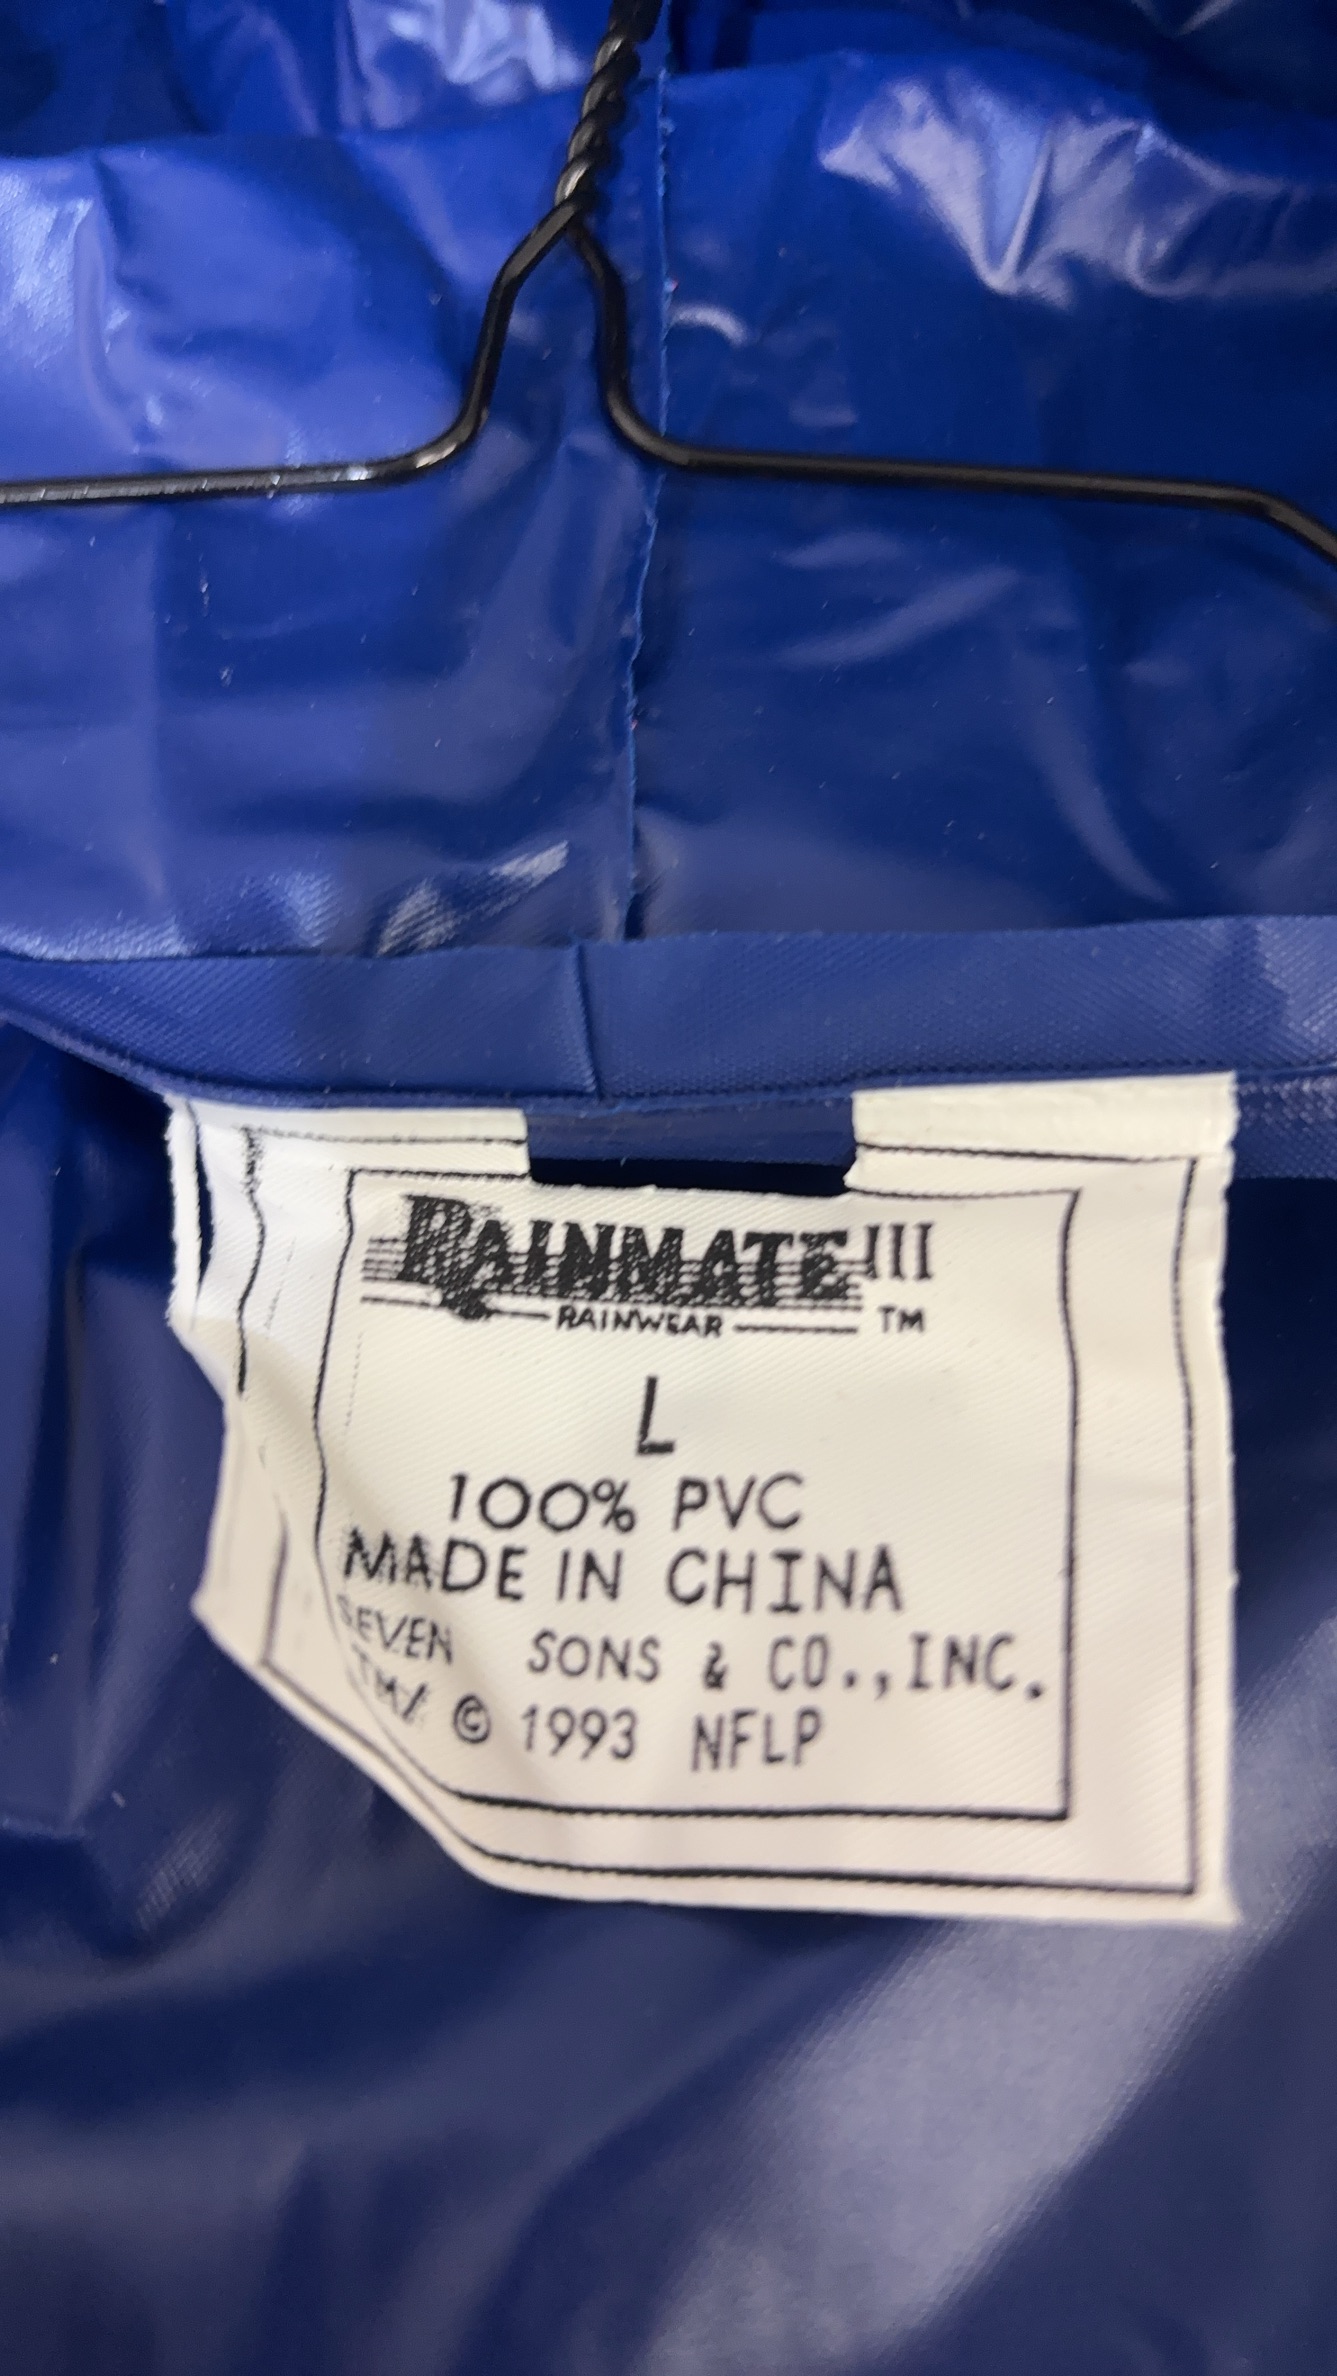 RAINMATE III
RAINWEAR TM
L
100% PVC
MADE IN CHINA
SEVEN SONS & CO., INC.
TM/ © 1993 NFLP